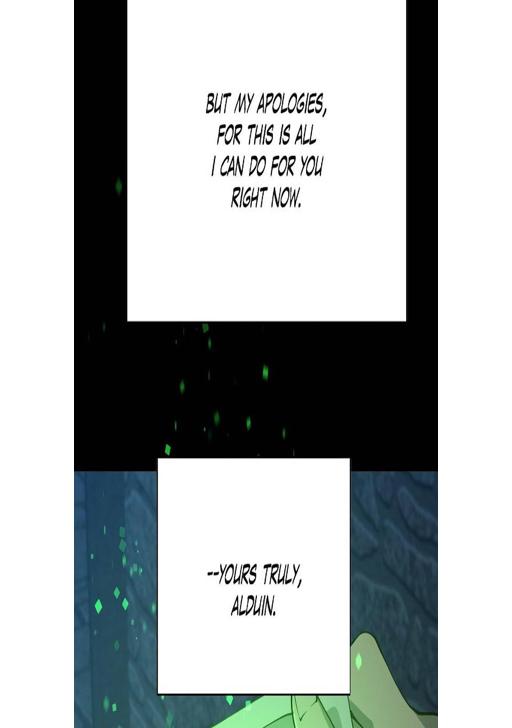 BUT MY APOLOGIES,
FOR THIS IS ALL
I CAN DO FOR YOU
RIGHT NOW.
--YOURS TRULY,
ALDUIN.